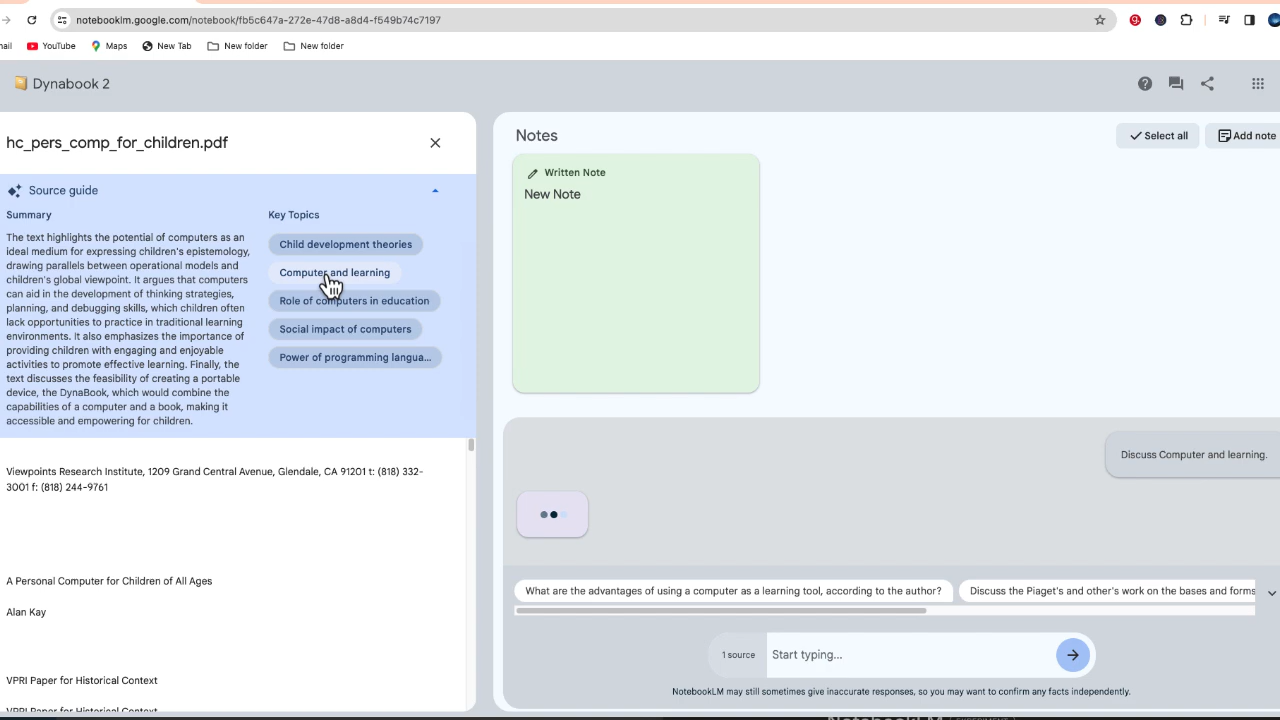 notebooklm.google.com/notebook/fb5c647a-272e-47d8-a8d4-f549b74c7197
YouTube
Maps
New Tab
New folder
New folder
Dynabook 2
hc_pers_comp_for_children.pdf
Source guide
Summary
The text highlights the potential of computers as an
ideal medium for expressing children's epistemology,
drawing parallels between operational models and
children's global viewpoint. It argues that computers
can aid in the development of thinking strategies,
planning, and debugging skills, which children often
lack opportunities to practice in traditional learning
environments. It also emphasizes the importance of
providing children with engaging and enjoyable
activities to promote effective learning. Finally, the
text discusses the feasibility of creating a portable
device, the DynaBook, which would combine the
capabilities of a computer and a book, making it
accessible and empowering for children.
Key Topics
Child development theories
Computer and learning
Role of computers in education
Social impact of computers
Power of programming langua...
Viewpoints Research Institute, 1209 Grand Central Avenue, Glendale, CA 91201 t: (818) 332-
3001 f: (818) 244-9761
A Personal Computer for Children of All Ages
Alan Kay
VPRI Paper for Historical Context
VPRI Paper for Historical Context
Notes
Select all
Add note
Written Note
New Note
Discuss Computer and learning.
What are the advantages of using a computer as a learning tool, according to the author?
Discuss the Piaget's and other's work on the bases and forms
1 source
Start typing...
NotebookLM may still sometimes give inaccurate responses, so you may want to confirm any facts independently.
NotebookLM EXPERIMENT